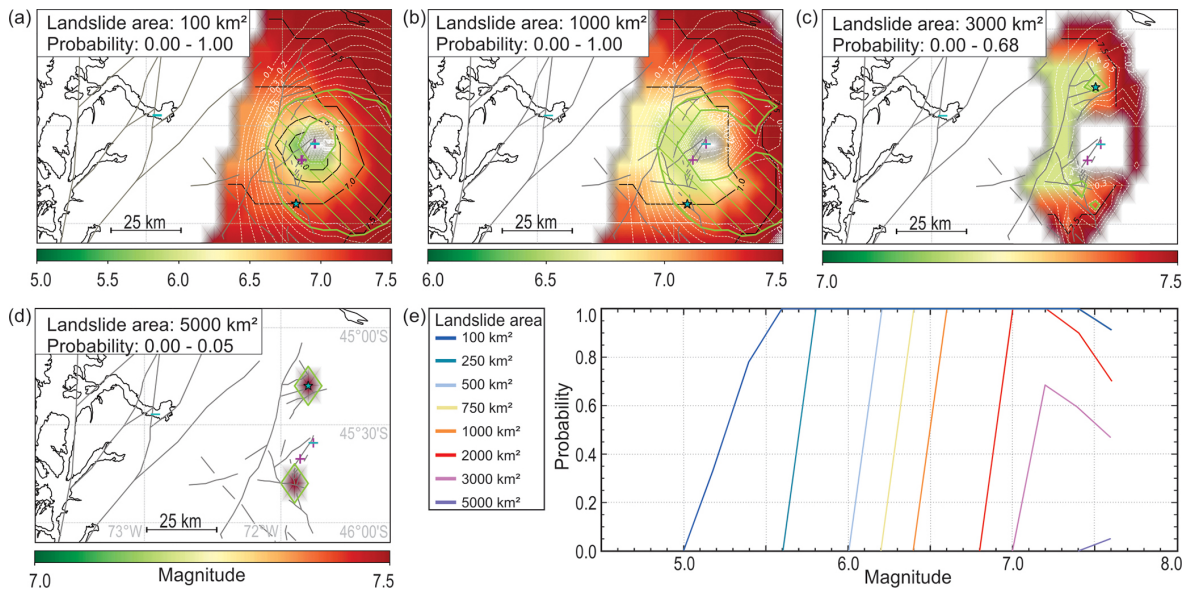 (a)
Landslide area: 100 km²
Probability: 0.00 - 1.00
25 km
5.0 5.5 6.0 6.5 7.0 7.5
(b)
Landslide area: 1000 km²
Probability: 0.00 - 1.00
1.0
25 km
6.0 6.5 7.0 7.5
(c)
Landslide area: 3000 km²
Probability: 0.00 - 0.68
25 km
7.0 7.5
(d)
Landslide area: 5000 km²
Probability: 0.00 - 0.05
45°00'S
45°30'S
46°00'S
73°W
72°W
25 km
7.0 7.5
Magnitude
(e)
Landslide area
100 km²
250 km²
500 km²
750 km²
1000 km²
2000 km²
3000 km²
5000 km²
Probability
1.0
0.8
0.6
0.4
0.2
0.0
5.0 6.0 7.0 8.0
Magnitude